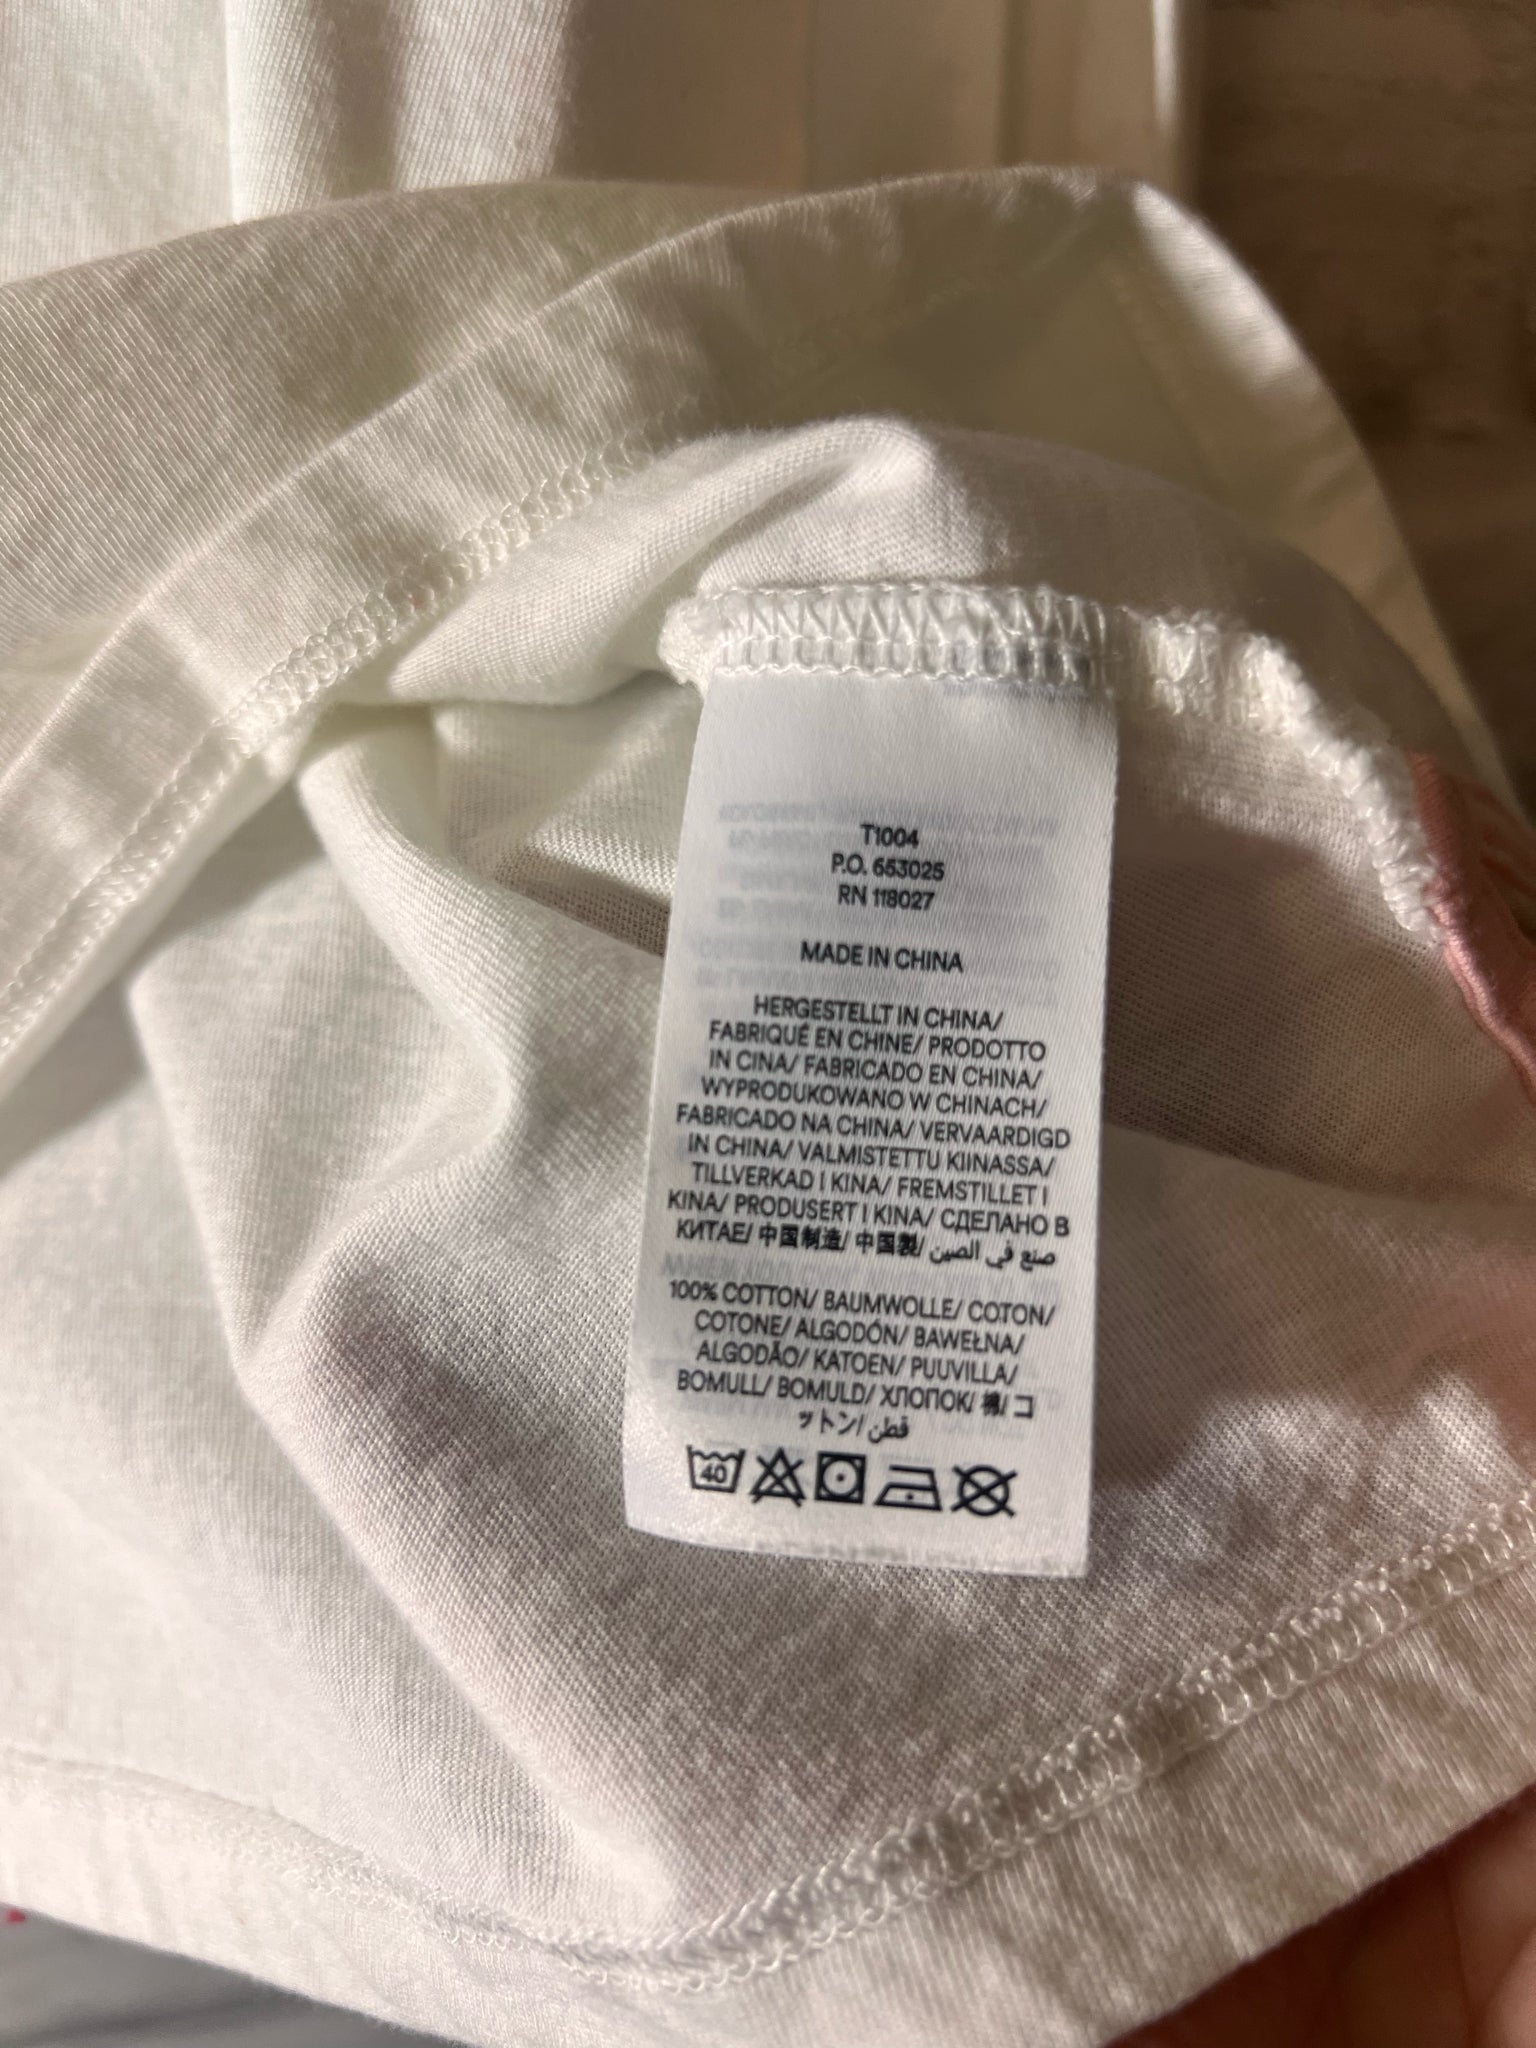 T1004
P.O. 653025
RN 118027
MADE IN CHINA
HERGESTELLT IN CHINA/
FABRIQUÉ EN CHINE/ PRODOTTO
IN CINA/ FABRICADO EN CHINA/
WYPRODUKOWANO W CHINACH/
FABRICADO NA CHINA/ VERVAARDIGD
IN CHINA/ VALMISTETTU KIINASSA/
TILLVERKAD I KINA/ FREMSTILLET I
KINA/ PRODUSERT I KINA/ СДЕЛАНО В
КИТАЕ/ 中国制造/ 中国製/ صنع في الصين
100% COTTON/ BAUMWOLLE/ COTON/
COTONE/ ALGODÓN/ BAWEŁNA/
ALGODÃO/ KATOEN/ PUUVILLA/
BOMULL/ BOMULD/ ХЛОПОК/ 棉/ コ
ットン/ قطن
40